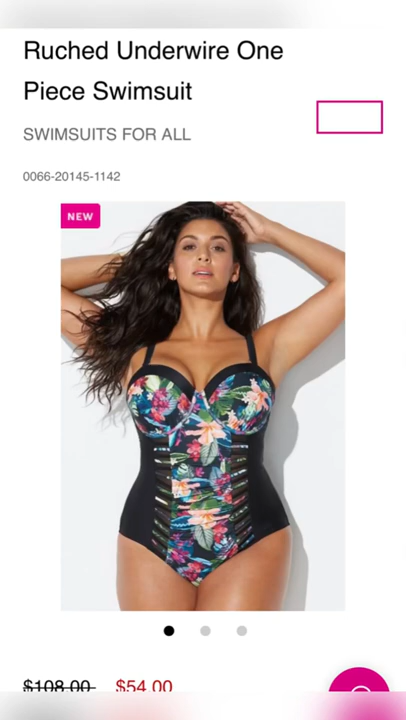 Ruched Underwire One
Piece Swimsuit
SWIMSUITS FOR ALL
0066-20145-1142
NEW
$108.00 $54.00